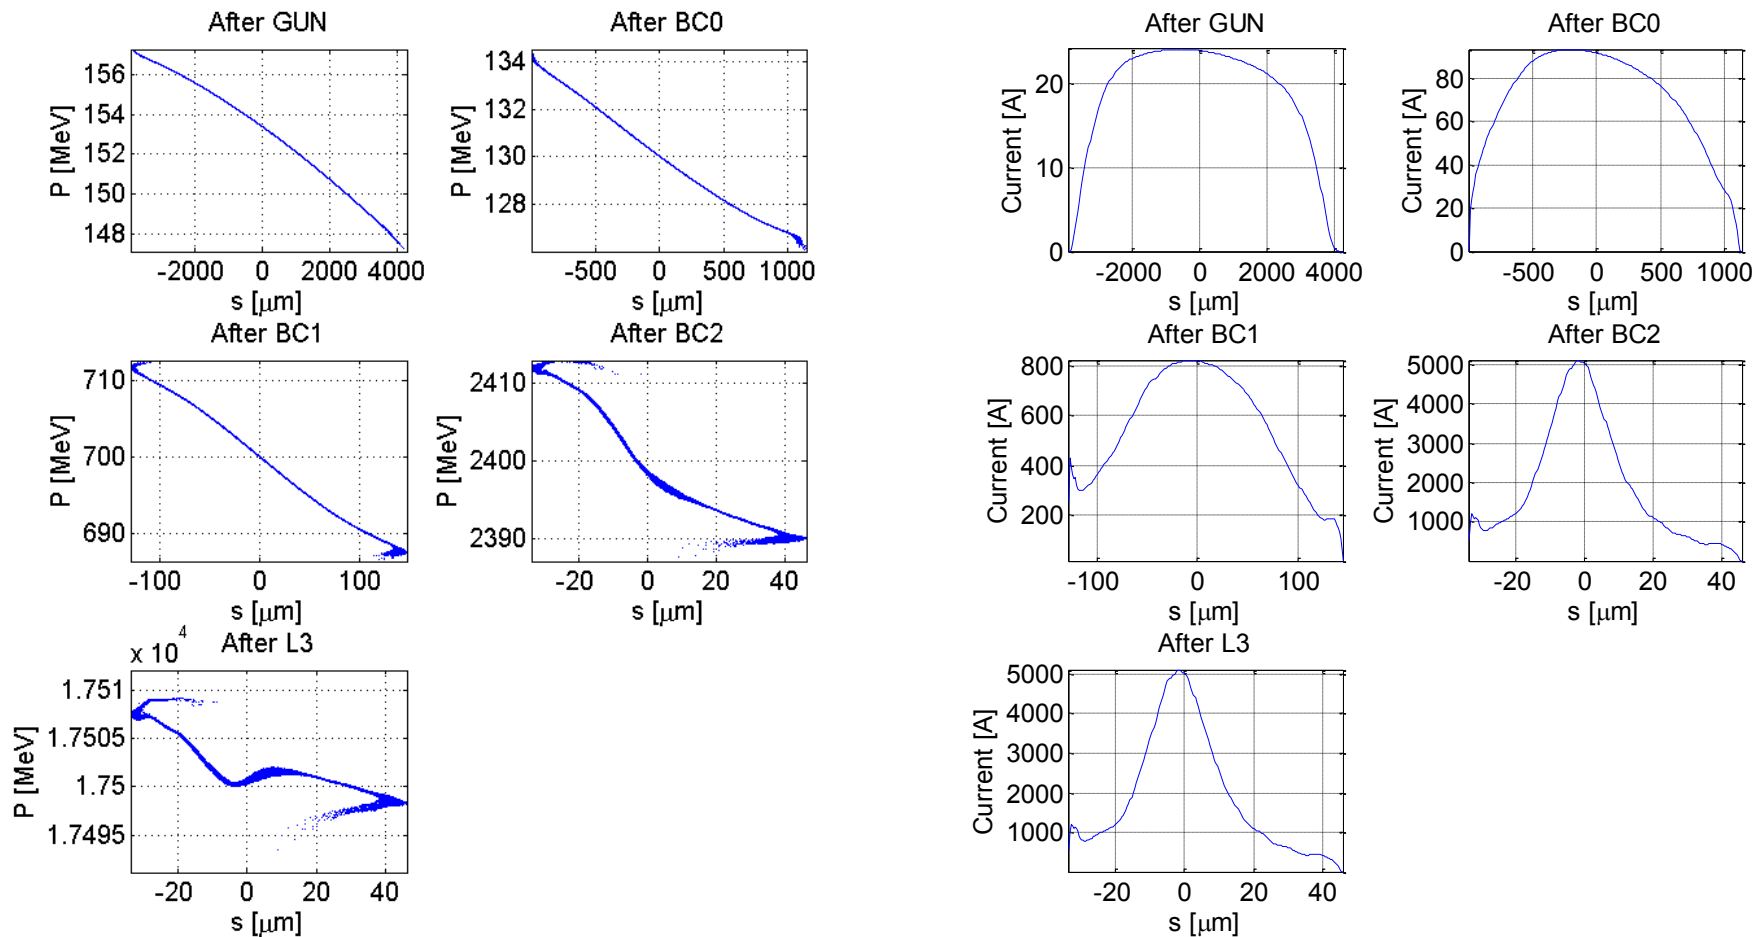 After GUN
P [MeV]
156
154
152
150
148
-2000 0 2000 4000
s [μm]
After BC0
P [MeV]
134
132
130
128
-500 0 500 1000
s [μm]
After GUN
Current [A]
20
10
0
-2000 0 2000 4000
s [μm]
After BC0
Current [A]
80
60
40
20
0
-500 0 500 1000
s [μm]
After BC1
P [MeV]
710
700
690
-100 0 100
s [μm]
After BC2
P [MeV]
2410
2400
2390
-20 0 20 40
s [μm]
After BC1
Current [A]
800
600
400
200
-100 0 100
s [μm]
After BC2
Current [A]
5000
4000
3000
2000
1000
-20 0 20 40
s [μm]
After L3
x 10^4
P [MeV]
1.751
1.7505
1.75
1.7495
-20 0 20 40
s [μm]
After L3
Current [A]
5000
4000
3000
2000
1000
-20 0 20 40
s [μm]